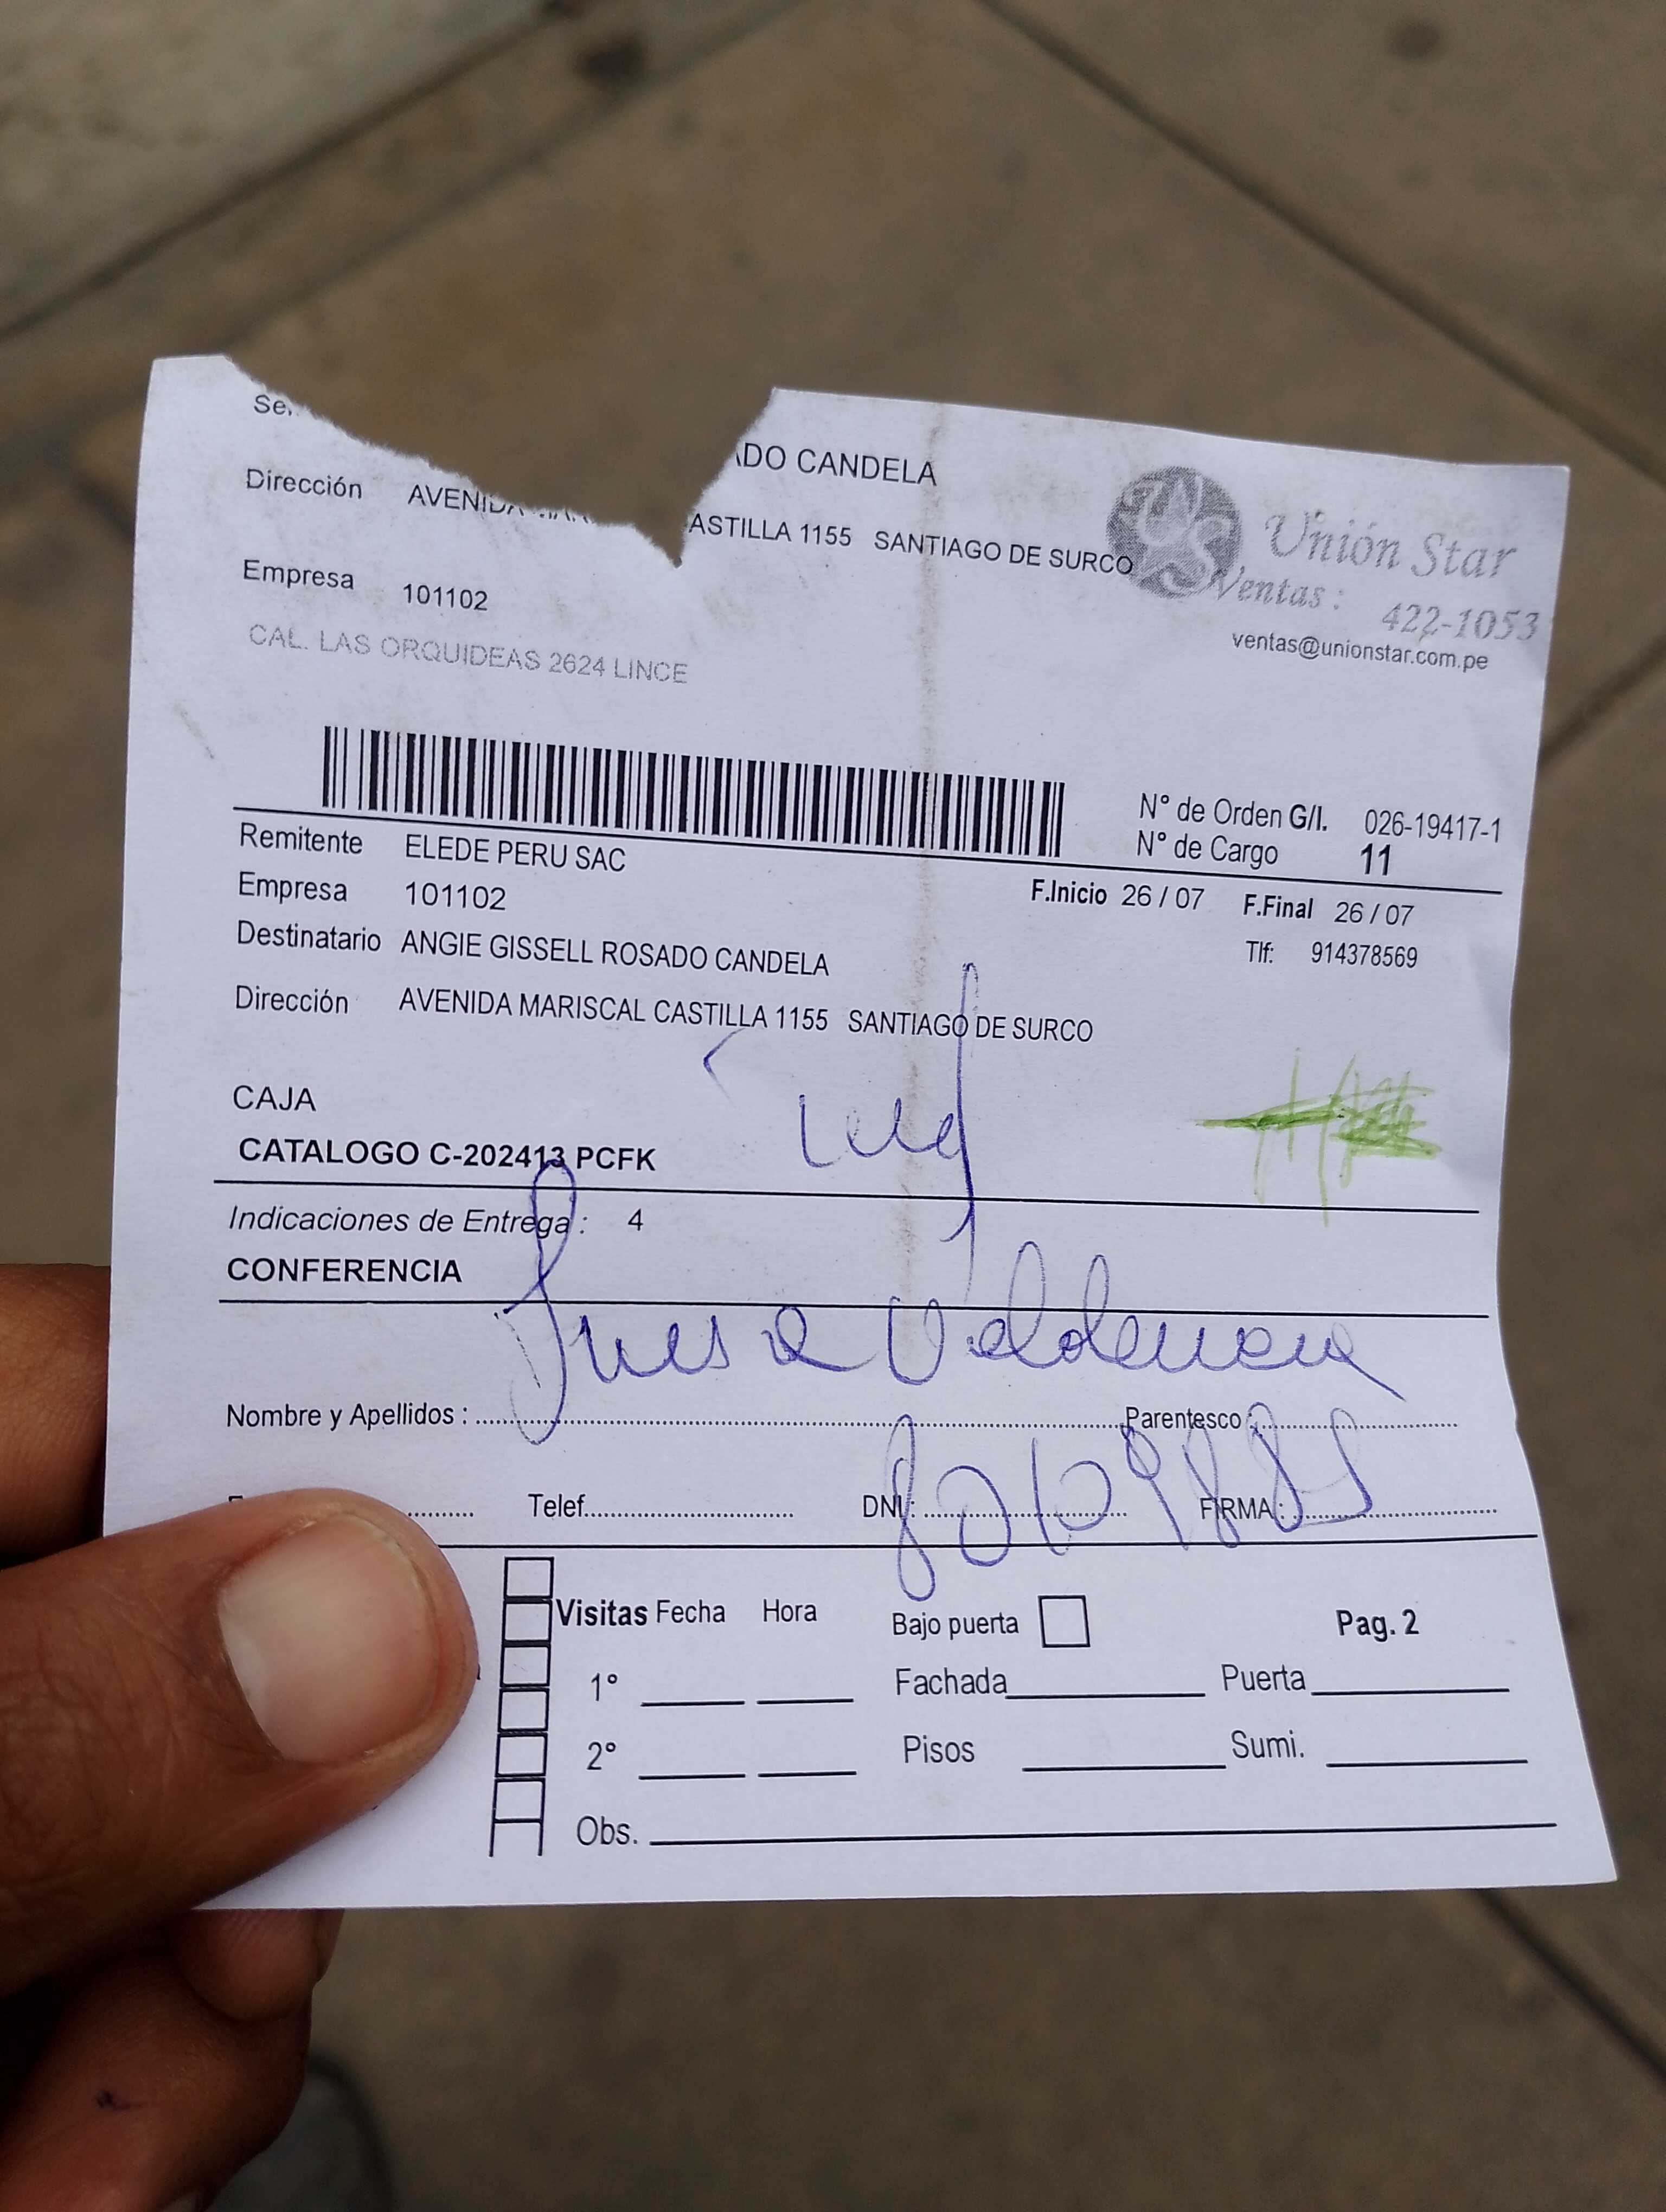 DO CANDELA
Dirección AVENIDA ASTILLA 1155 SANTIAGO DE SURCO
Unión Star
Ventas : 422-1053
ventas@unionstar.com.pe
Empresa 101102
CAL. LAS ORQUIDEAS 2624 LINCE
N° de Orden G/I. 026-19417-1
N° de Cargo 11
Remitente ELEDE PERU SAC
Empresa 101102
F.Inicio 26 / 07 F.Final 26 / 07
Destinatario ANGIE GISSELL ROSADO CANDELA
Tlf: 914378569
Dirección AVENIDA MARISCAL CASTILLA 1155 SANTIAGO DE SURCO
CAJA
CATALOGO C-202413 PCFK
Indicaciones de Entrega : 4
CONFERENCIA
Nombre y Apellidos : Parentesco :
Telef. DNI : FIRMA :
Visitas Fecha Hora Bajo puerta Pag. 2
1° Fachada Puerta
2° Pisos Sumi.
Obs.